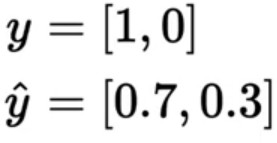 y = [1, 0]
ŷ = [0.7, 0.3]